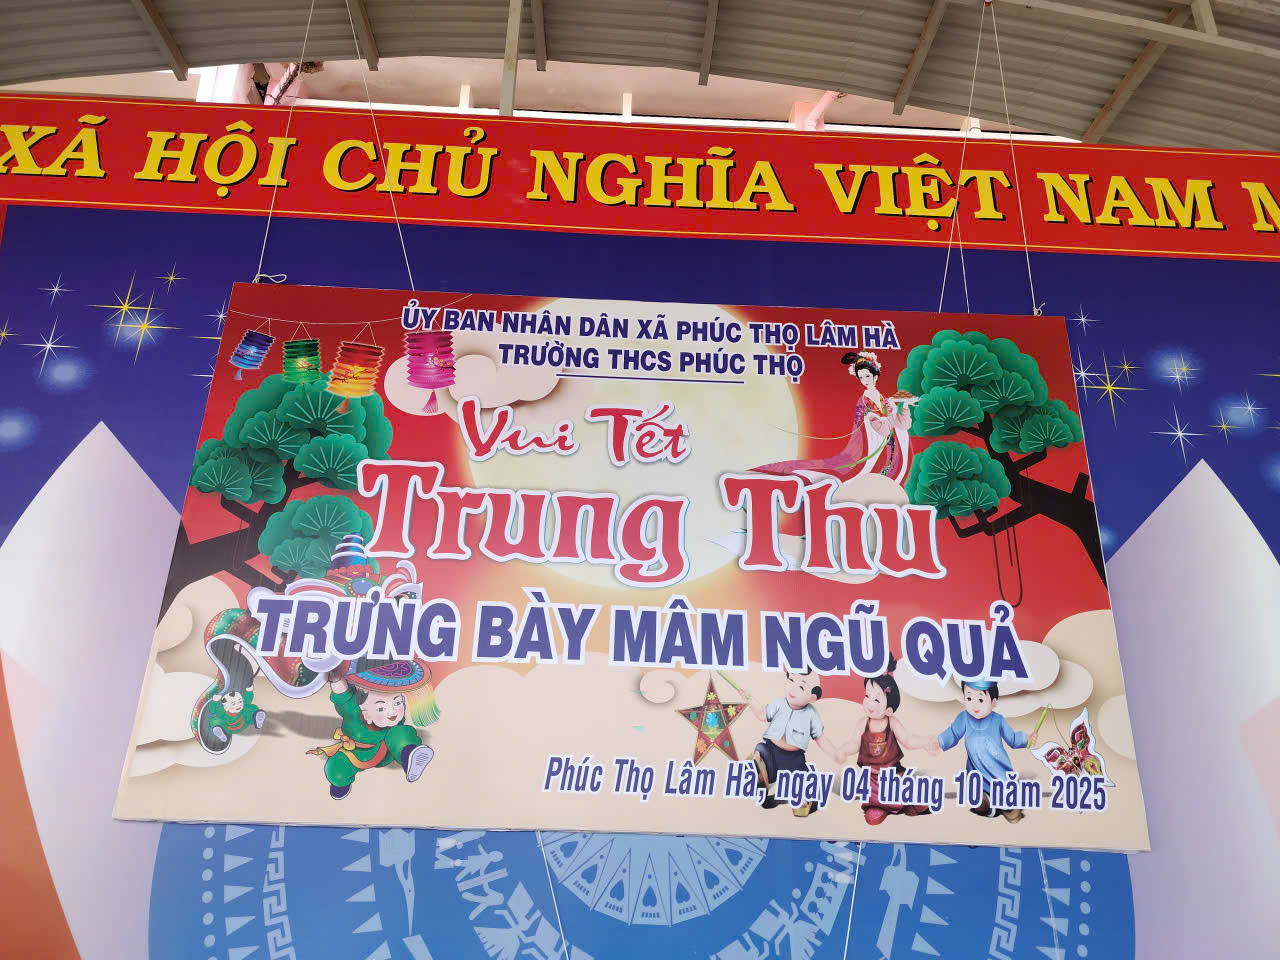 XÃ HỘI CHỦ NGHĨA VIỆT NAM
ỦY BAN NHÂN DÂN XÃ PHÚC THỌ LÂM HÀ
TRƯỜNG THCS PHÚC THỌ
Vui Tết
Trung Thu
TRƯNG BÀY MÂM NGŨ QUẢ
Phúc Thọ Lâm Hà, ngày 04 tháng 10 năm 2025